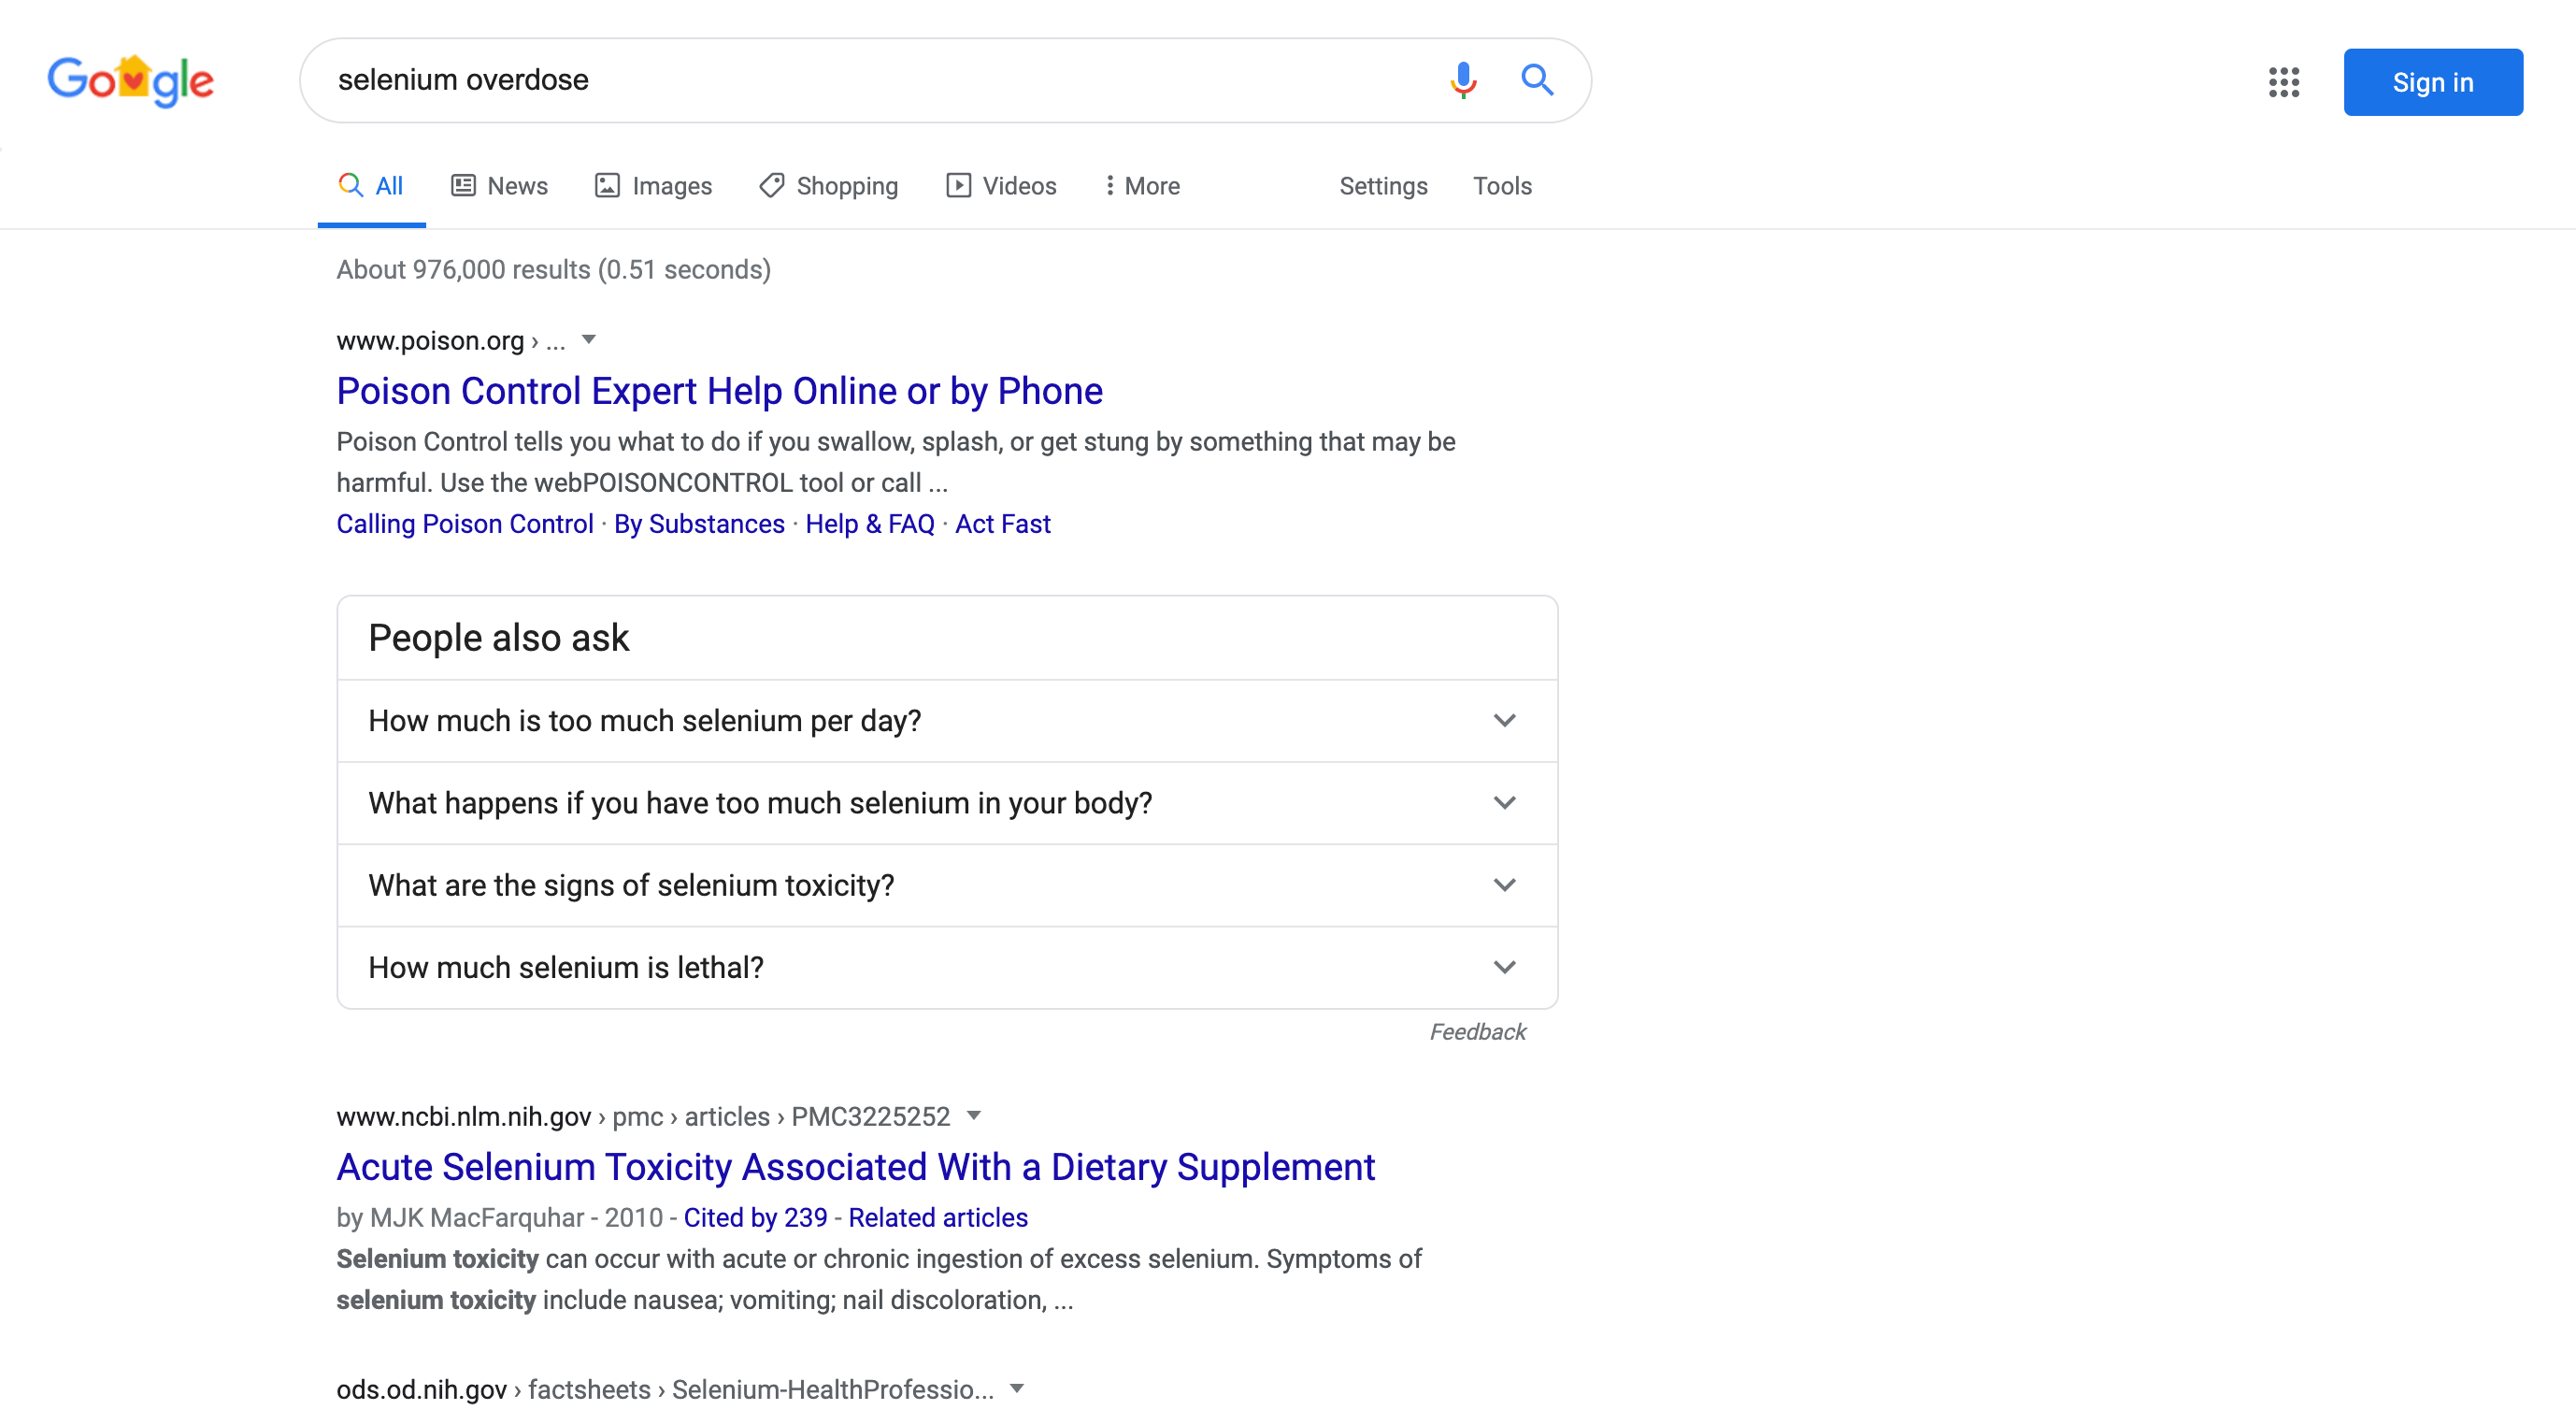 Google
selenium overdose
Sign in
All News Images Shopping Videos More Settings Tools
About 976,000 results (0.51 seconds)
www.poison.org › ...
Poison Control Expert Help Online or by Phone
Poison Control tells you what to do if you swallow, splash, or get stung by something that may be
harmful. Use the webPOISONCONTROL tool or call ...
Calling Poison Control · By Substances · Help & FAQ · Act Fast
People also ask
How much is too much selenium per day?
What happens if you have too much selenium in your body?
What are the signs of selenium toxicity?
How much selenium is lethal?
Feedback
www.ncbi.nlm.nih.gov › pmc › articles › PMC3225252
Acute Selenium Toxicity Associated With a Dietary Supplement
by MJK MacFarquhar - 2010 - Cited by 239 - Related articles
Selenium toxicity can occur with acute or chronic ingestion of excess selenium. Symptoms of
selenium toxicity include nausea; vomiting; nail discoloration, ...
ods.od.nih.gov › factsheets › Selenium-HealthProfessio...